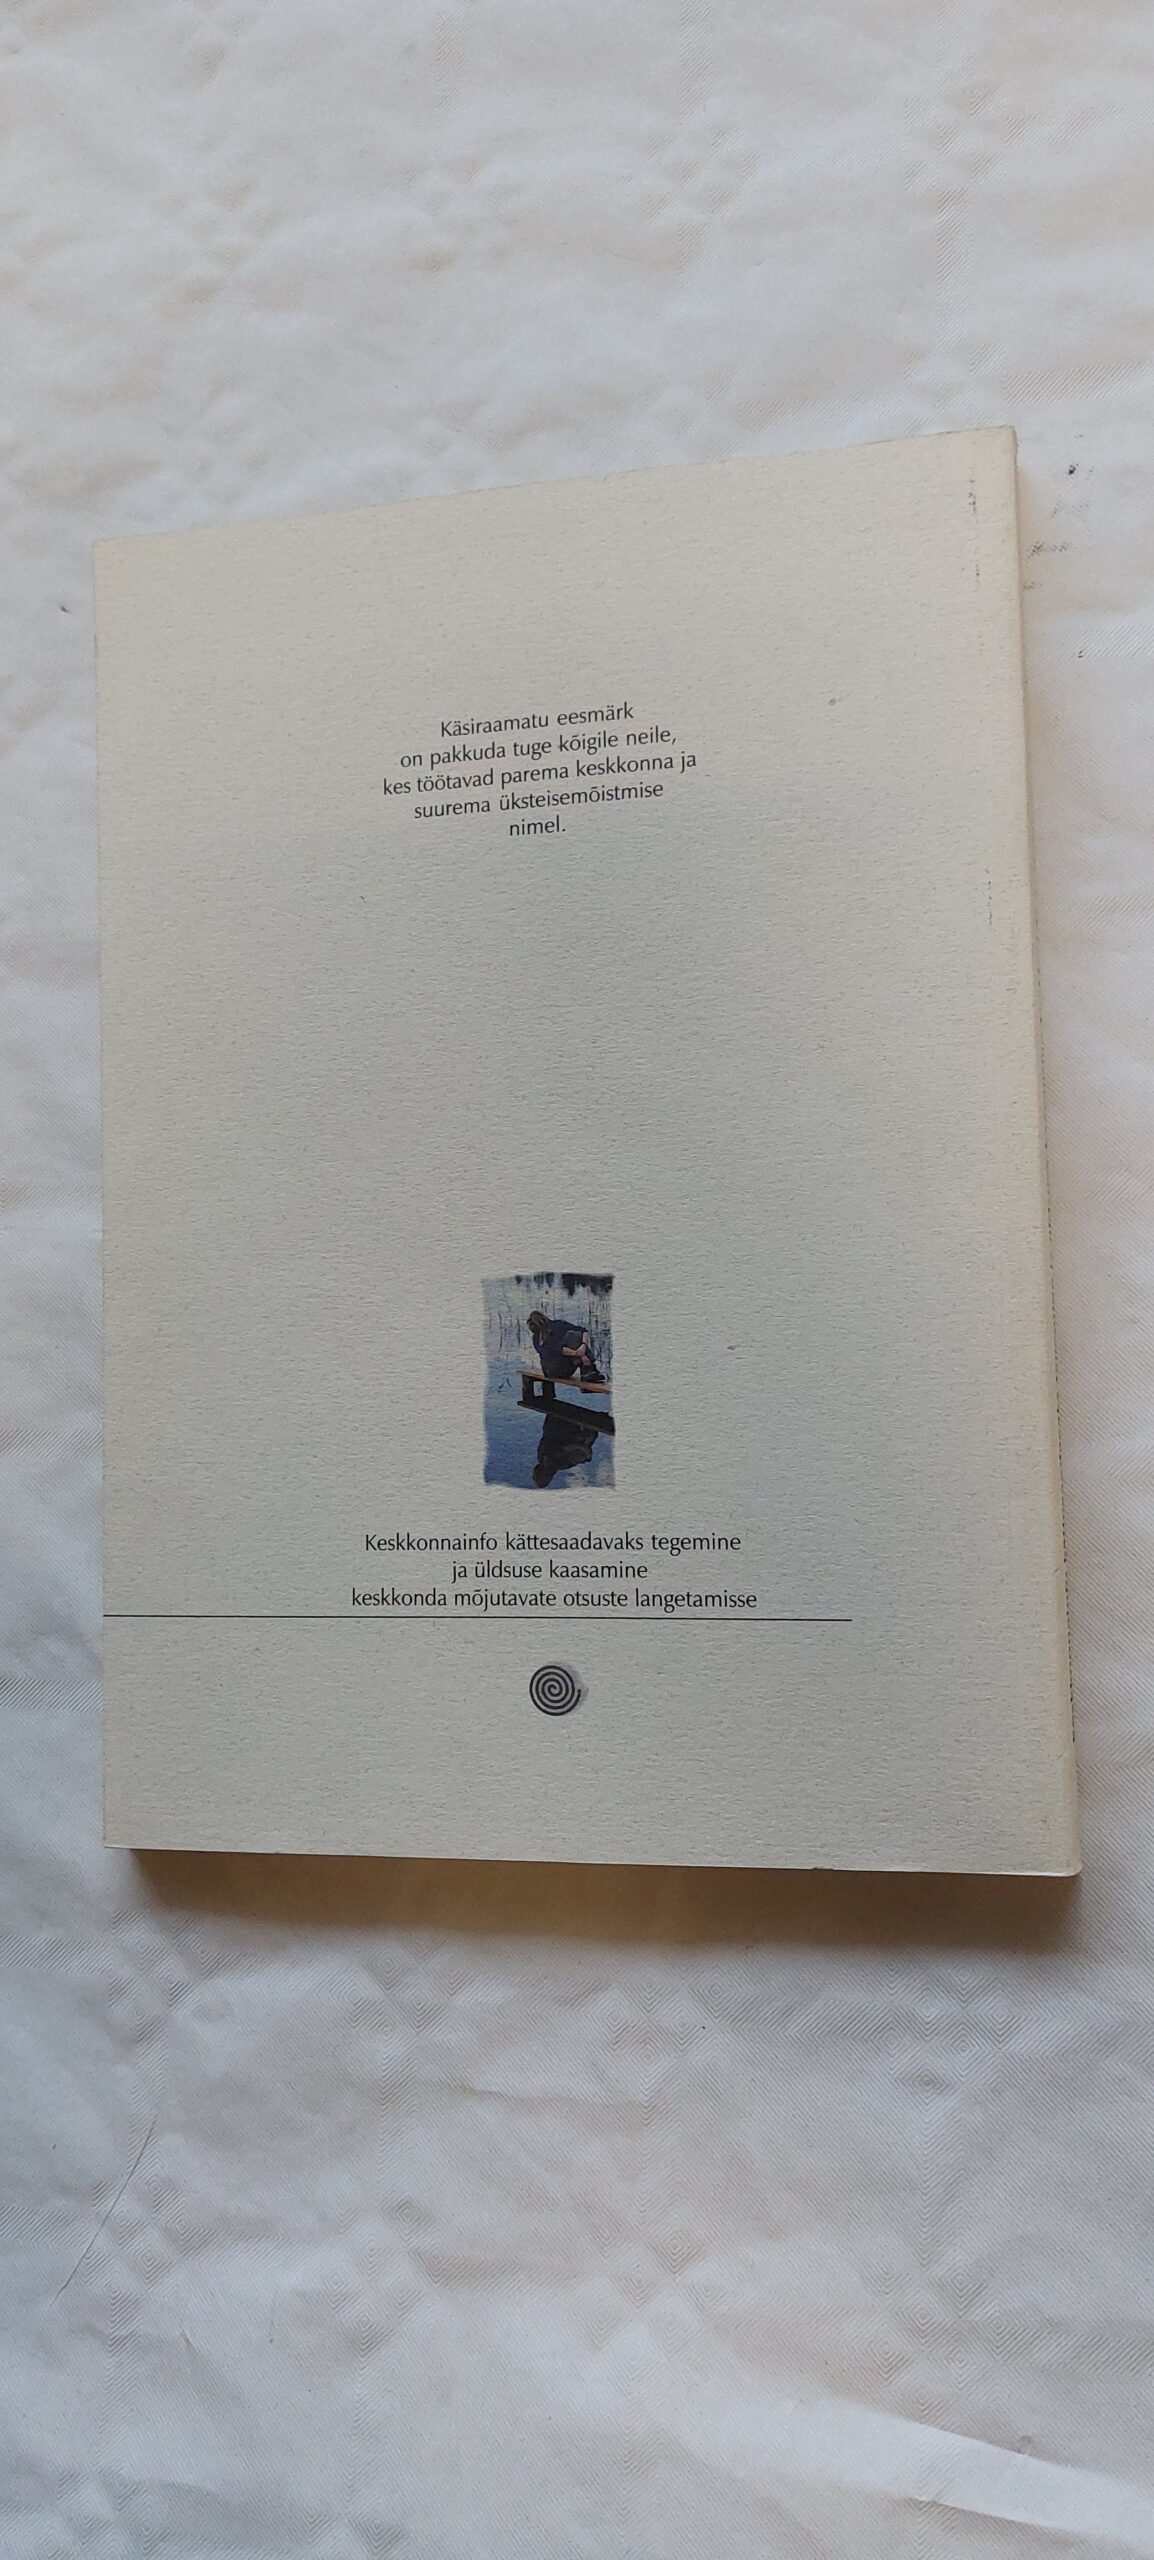 Käsiraamatu eesmärk
on pakkuda tuge kõigile neile,
kes töötavad parema keskkonna ja
suurema üksteisemõistmise
nimel.
Keskkonnainfo kättesaadavaks tegemine
ja üldsuse kaasamine
keskkonda mõjutavate otsuste langetamisse